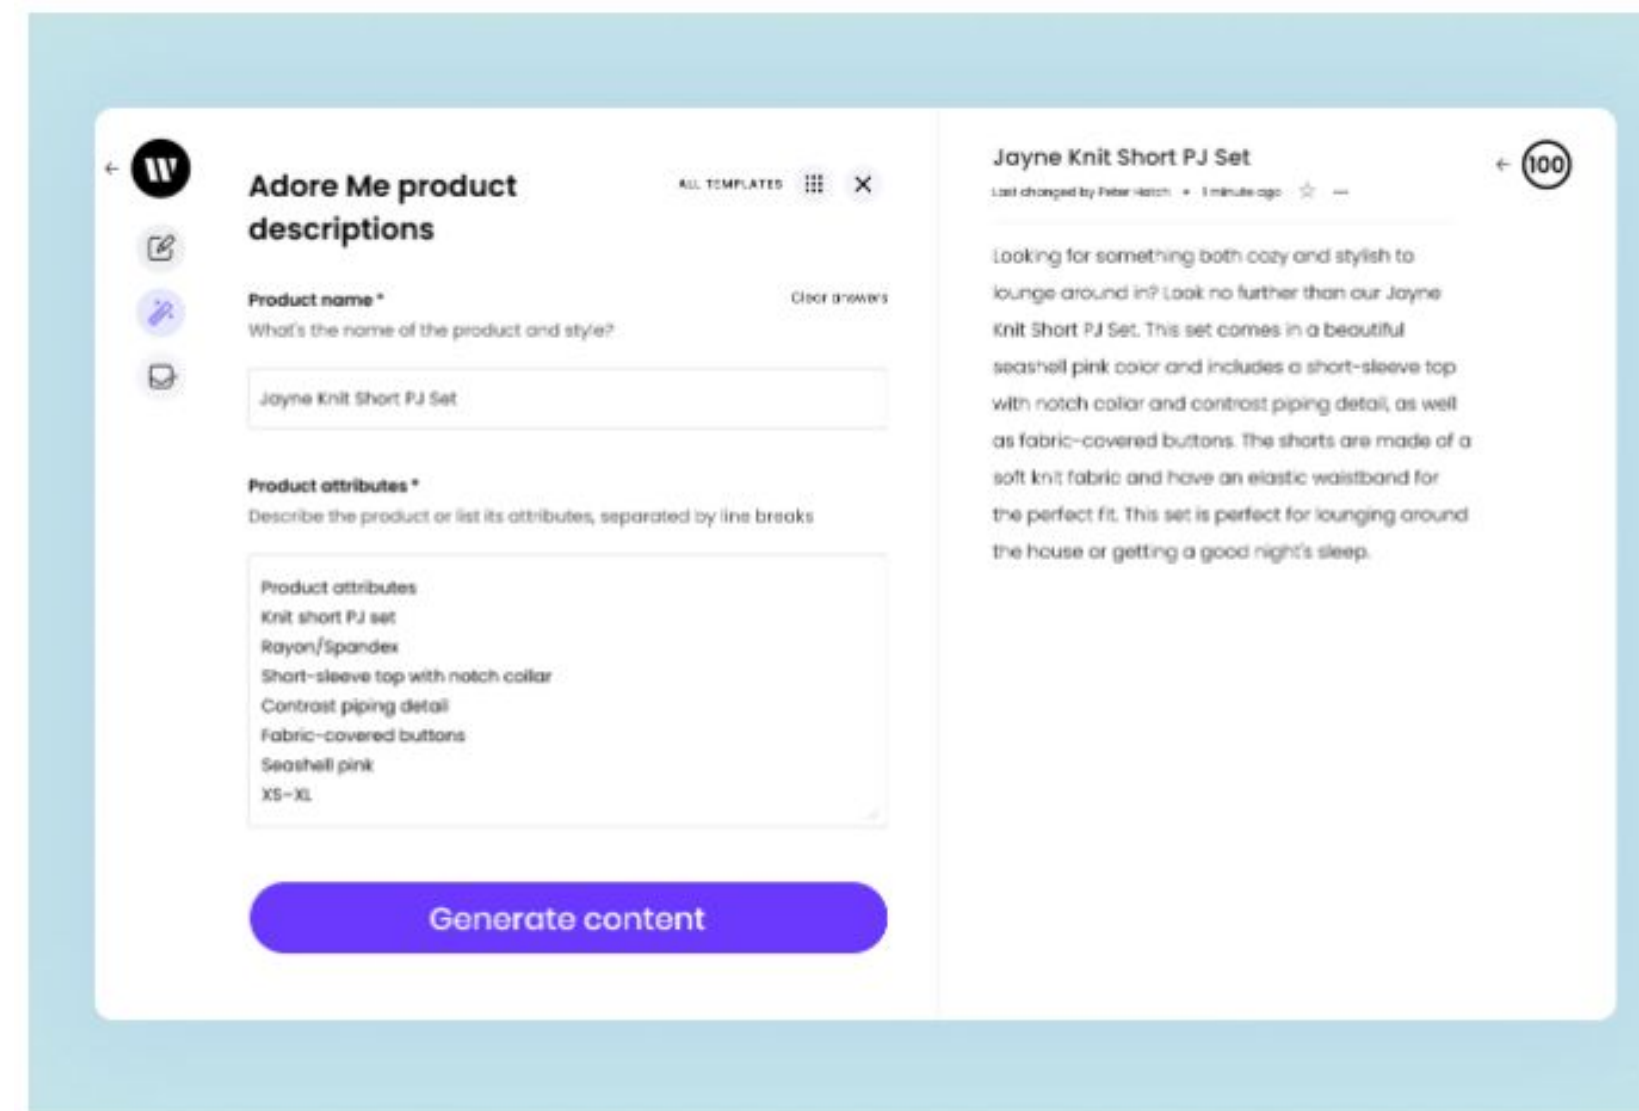 W
Adore Me product
descriptions
ALL TEMPLATES
Product name *
Clear answers
What's the name of the product and style?
Jayne Knit Short PJ Set
Product attributes *
Describe the product or list its attributes, separated by line breaks
Product attributes
Knit short PJ set
Rayon/Spandex
Short-sleeve top with notch collar
Contrast piping detail
Fabric-covered buttons
Seashell pink
XS-XL
Generate content
Jayne Knit Short PJ Set
100
Last changed by Peter Hatch • 1 minute ago
Looking for something both cozy and stylish to
lounge around in? Look no further than our Jayne
Knit Short PJ Set. This set comes in a beautiful
seashell pink color and includes a short-sleeve top
with notch collar and contrast piping detail, as well
as fabric-covered buttons. The shorts are made of a
soft knit fabric and have an elastic waistband for
the perfect fit. This set is perfect for lounging around
the house or getting a good night's sleep.